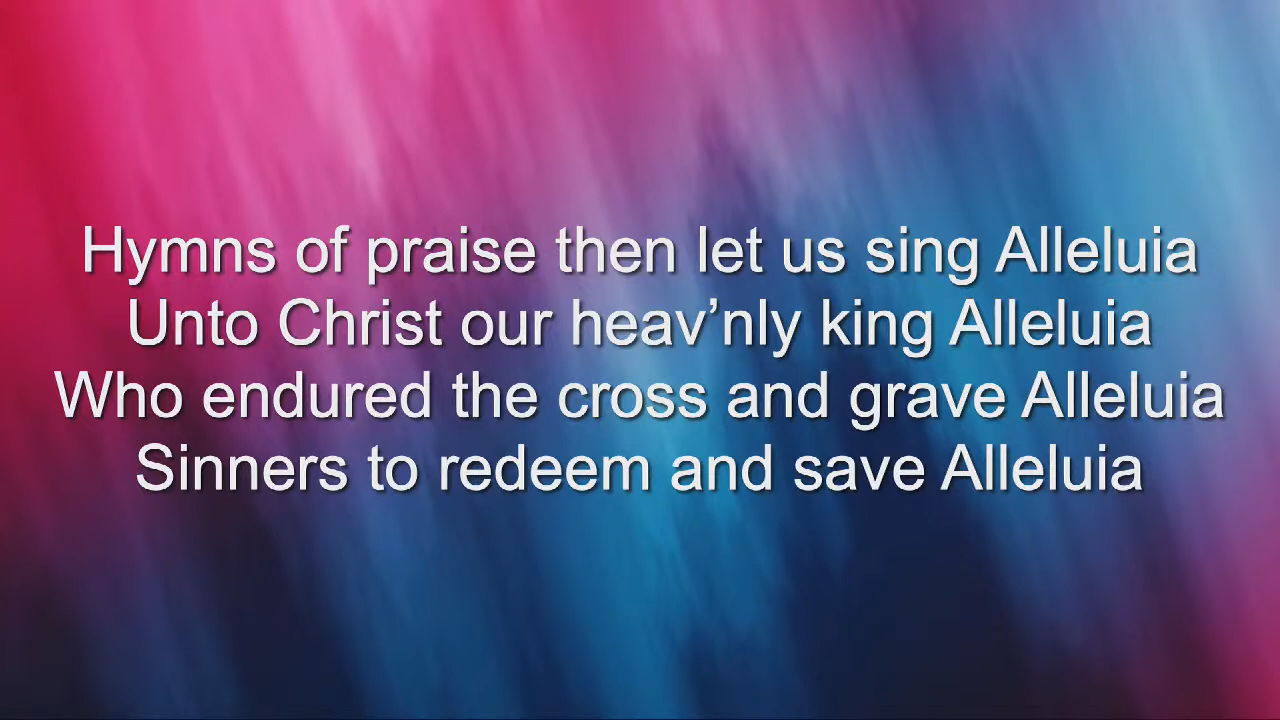 Hymns of praise then let us sing Alleluia
Unto Christ our heav’nly king Alleluia
Who endured the cross and grave Alleluia
Sinners to redeem and save Alleluia